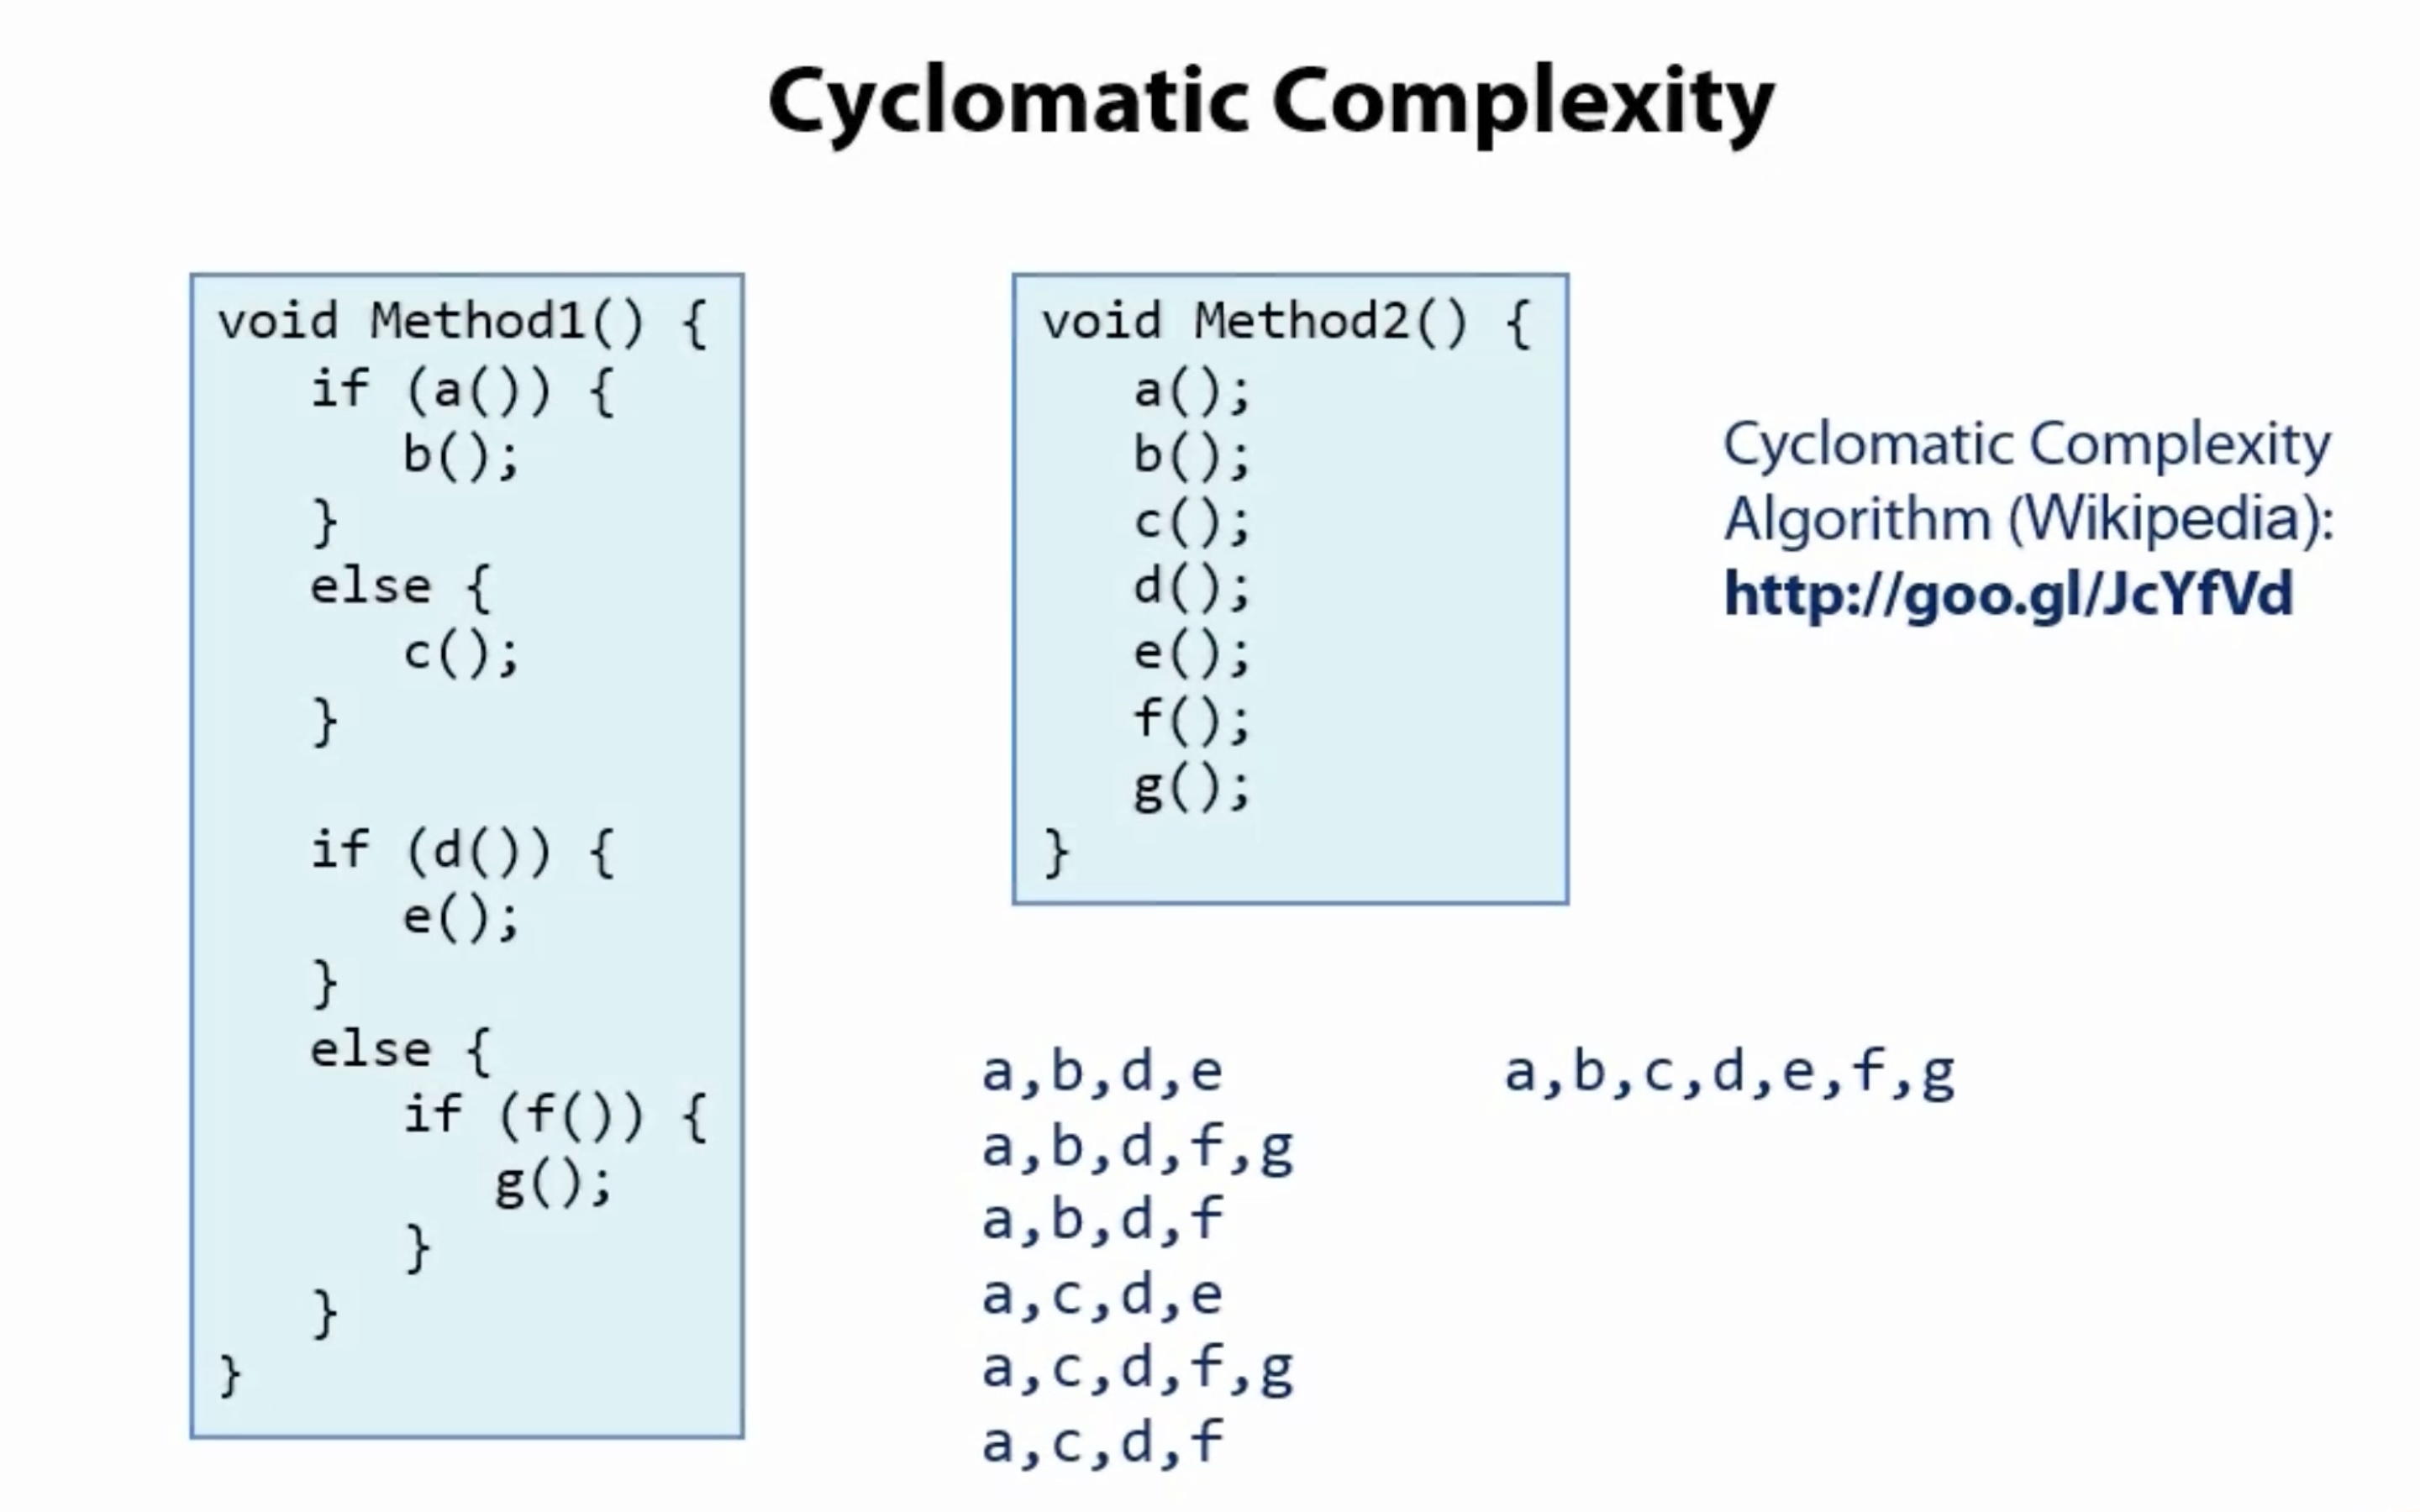 Cyclomatic Complexity
void Method1() {
   if (a()) {
      b();
   }
   else {
      c();
   }

   if (d()) {
      e();
   }
   else {
      if (f()) {
         g();
      }
   }
}
void Method2() {
   a();
   b();
   c();
   d();
   e();
   f();
   g();
}
Cyclomatic Complexity
Algorithm (Wikipedia):
http://goo.gl/JcYfVd
a,b,d,e
a,b,d,f,g
a,b,d,f
a,c,d,e
a,c,d,f,g
a,c,d,f
a,b,c,d,e,f,g